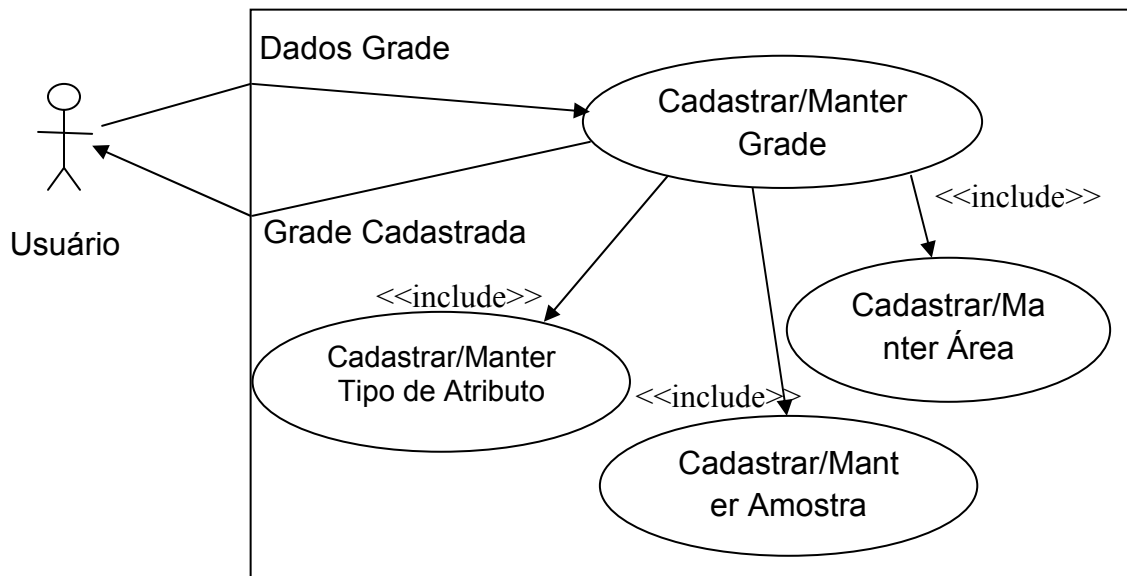 Dados Grade
Cadastrar/Manter
Grade
<<include>>
Usuário
Grade Cadastrada
<<include>>
Cadastrar/Ma
nter Área
Cadastrar/Manter
Tipo de Atributo
<<include>>
Cadastrar/Mant
er Amostra